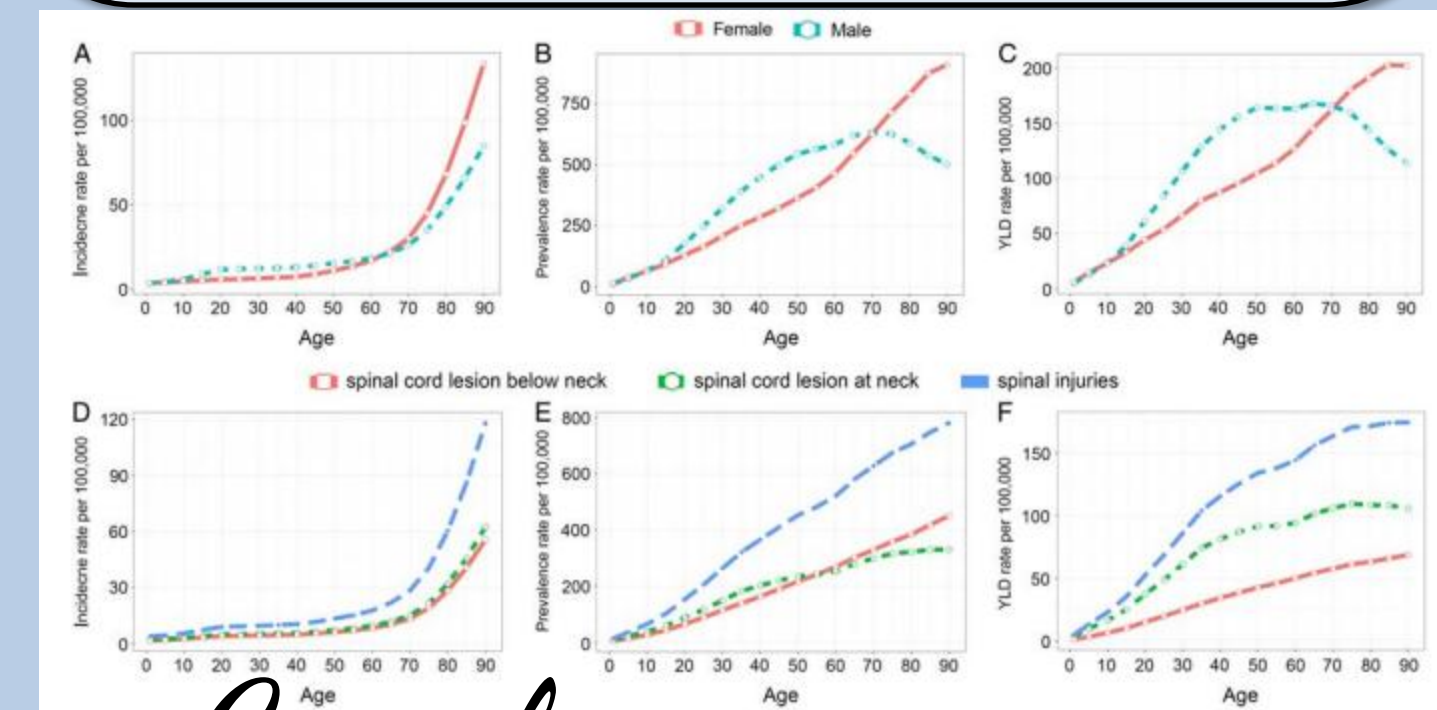 Female Male
A
Incidecne rate per 100,000
100
50
0
0 10 20 30 40 50 60 70 80 90
Age
B
Prevalence rate per 100,000
750
500
250
0
0 10 20 30 40 50 60 70 80 90
Age
C
YLD rate per 100,000
200
150
100
50
0
0 10 20 30 40 50 60 70 80 90
Age
spinal cord lesion below neck spinal cord lesion at neck spinal injuries
D
Incidecne rate per 100,000
120
90
60
30
0
0 10 20 30 40 50 60 70 80 90
Age
E
Prevalence rate per 100,000
800
600
400
200
0
0 10 20 30 40 50 60 70 80 90
Age
F
YLD rate per 100,000
150
100
50
0
0 10 20 30 40 50 60 70 80 90
Age